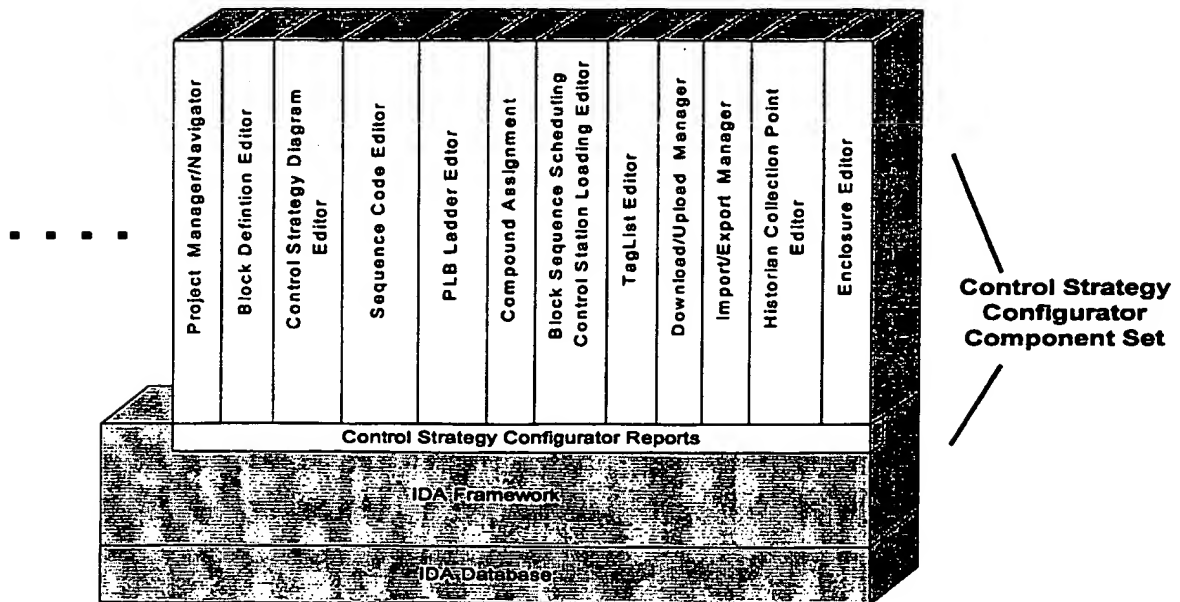 Project Manager/Navigator
Block Defintion Editor
Control Strategy Diagram
Editor
Sequence Code Editor
PLB Ladder Edtor
Compound Assignment
Block Sequence Scheduling
Control Station Loading Editor
TagList Editor
Download/Upload Manager
Import/Export Manager
Historian Collection Point
Editor
Enclosure Editor
Control Strategy Configurator Reports
IDA Framework
IDA Database
Control Strategy
Configurator
Component Set